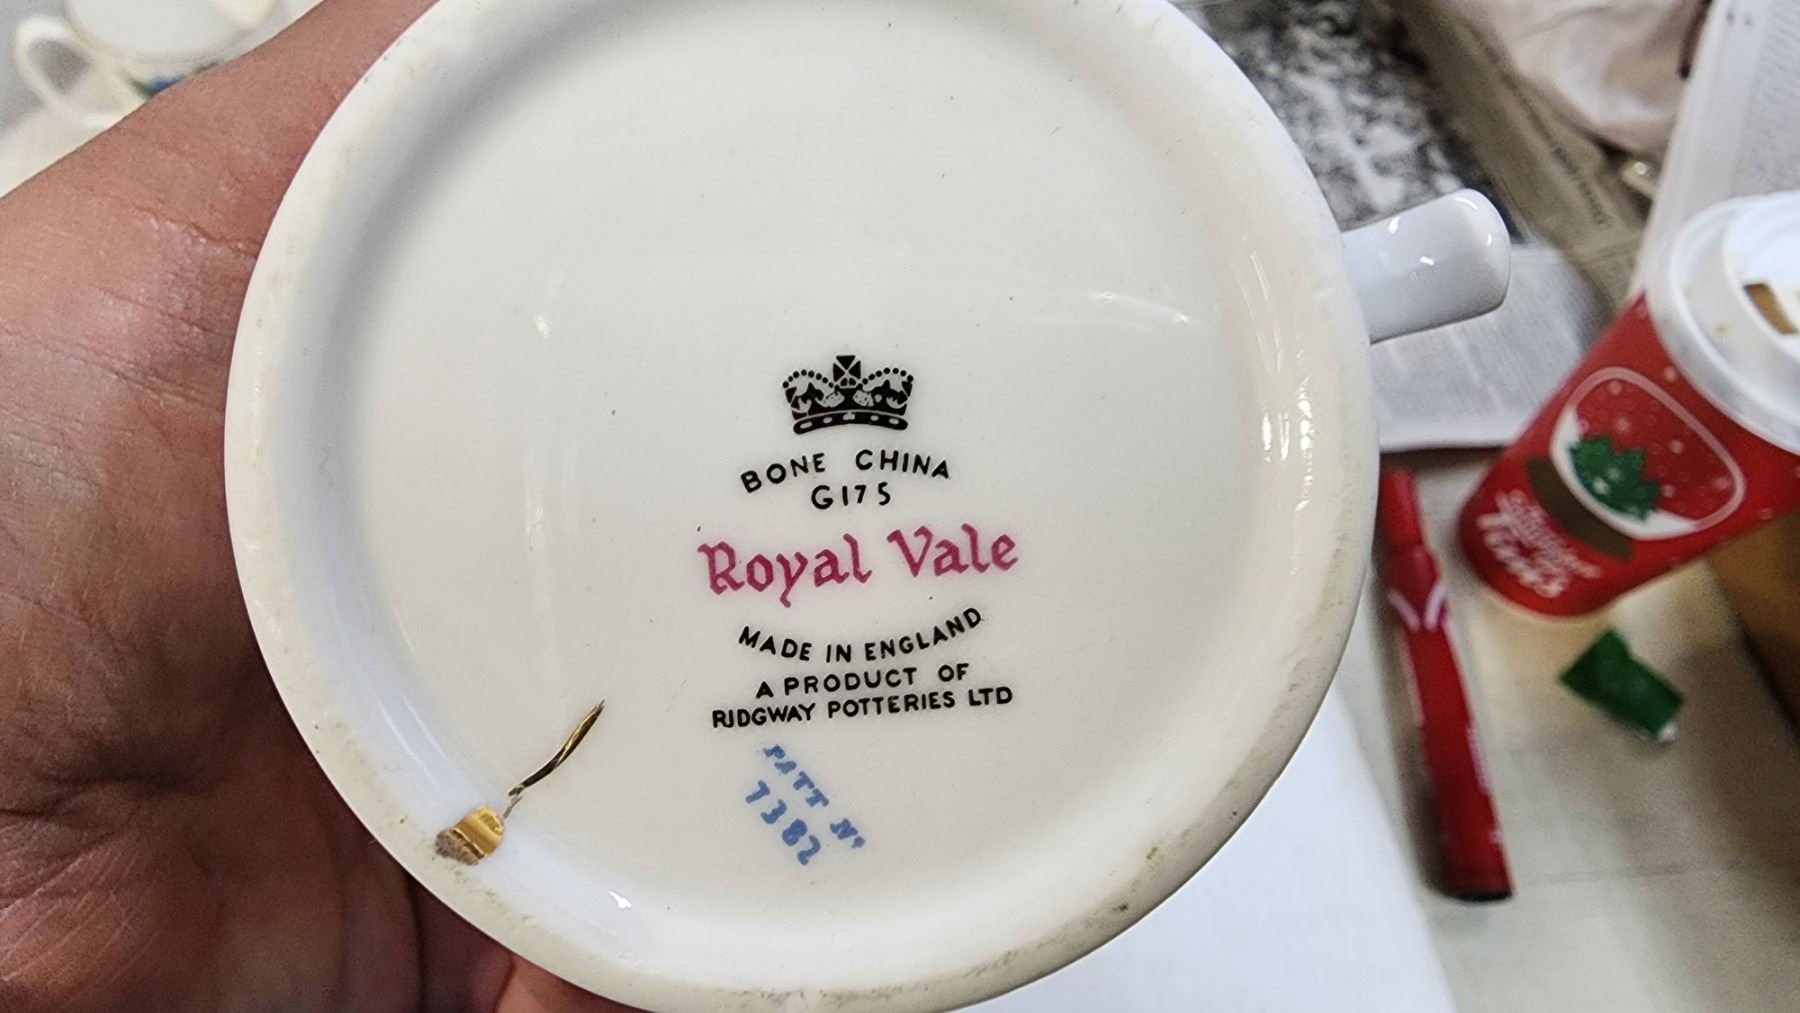 BONE CHINA
G175
Royal Vale
MADE IN ENGLAND
A PRODUCT OF
RIDGWAY POTTERIES LTD
PATT Nº
7382